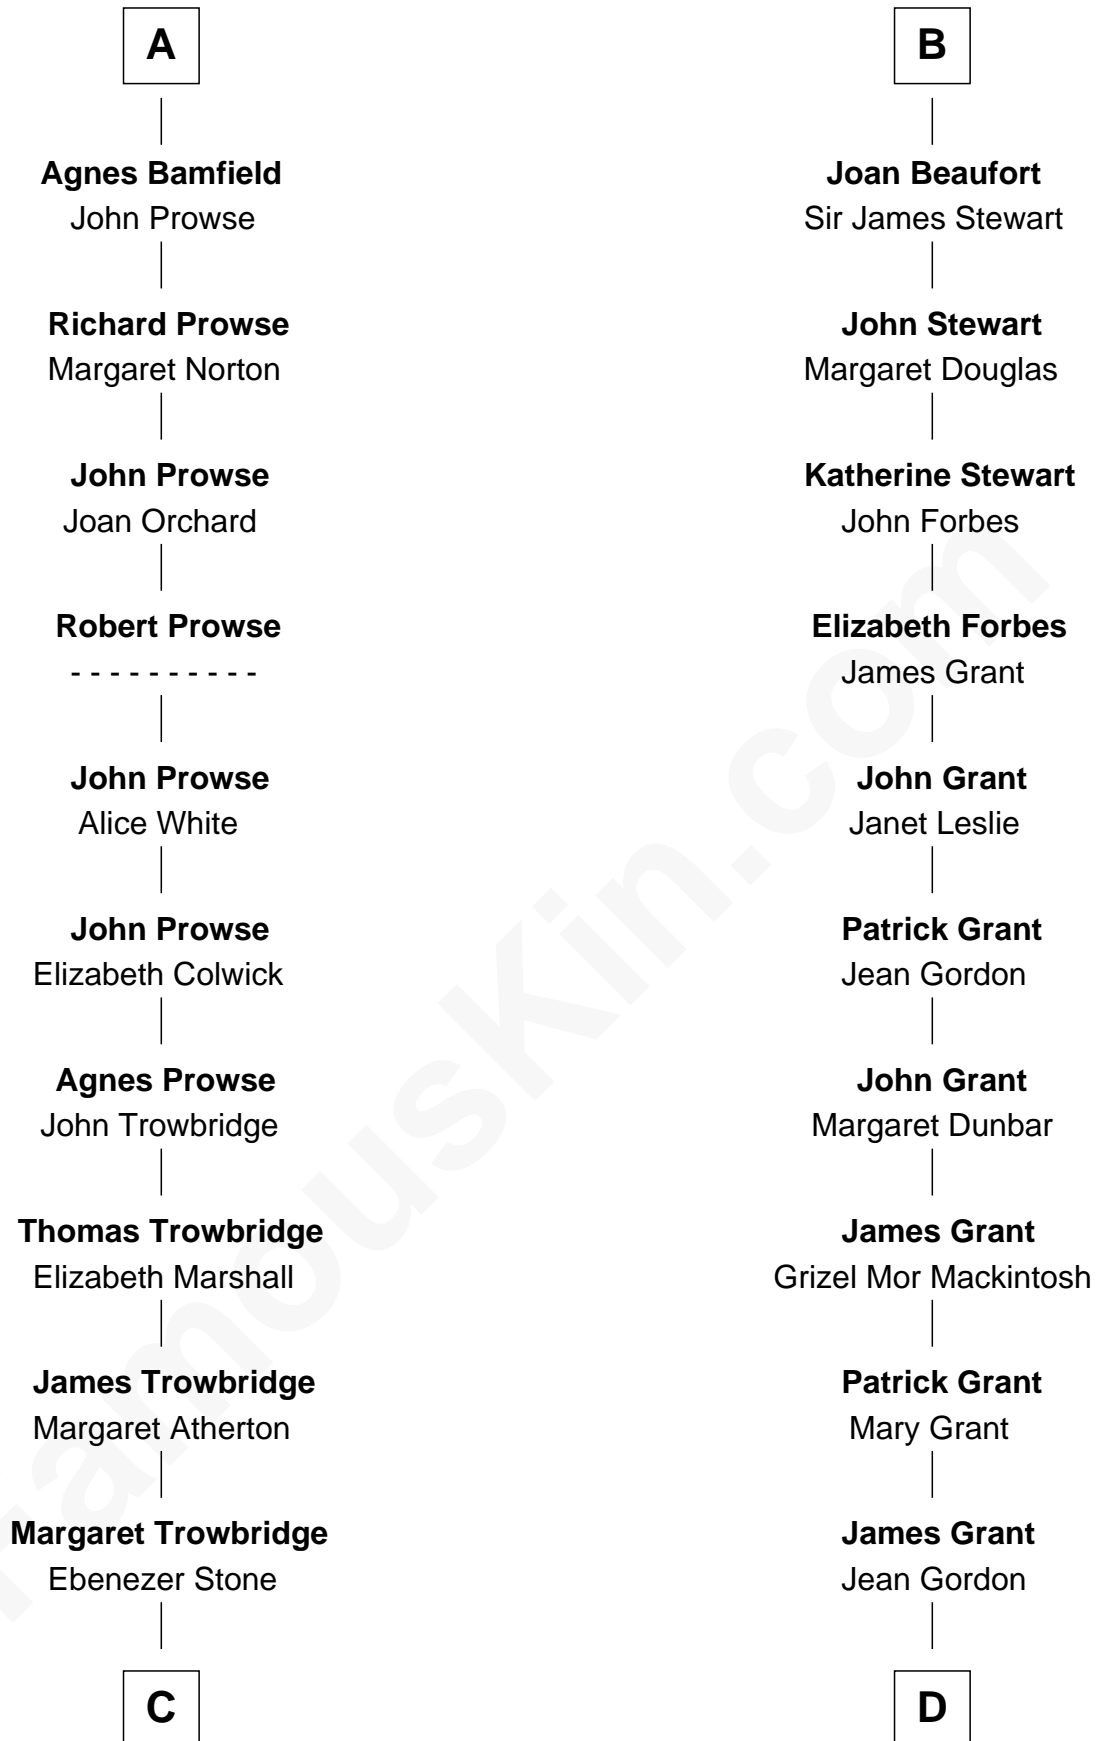 A
Agnes Bamfield
John Prowse
Richard Prowse
Margaret Norton
John Prowse
Joan Orchard
Robert Prowse
- - - - - - - - - -
John Prowse
Alice White
John Prowse
Elizabeth Colwick
Agnes Prowse
John Trowbridge
Thomas Trowbridge
Elizabeth Marshall
James Trowbridge
Margaret Atherton
Margaret Trowbridge
Ebenezer Stone
C
B
Joan Beaufort
Sir James Stewart
John Stewart
Margaret Douglas
Katherine Stewart
John Forbes
Elizabeth Forbes
James Grant
John Grant
Janet Leslie
Patrick Grant
Jean Gordon
John Grant
Margaret Dunbar
James Grant
Grizel Mor Mackintosh
Patrick Grant
Mary Grant
James Grant
Jean Gordon
D
FamousKin.com